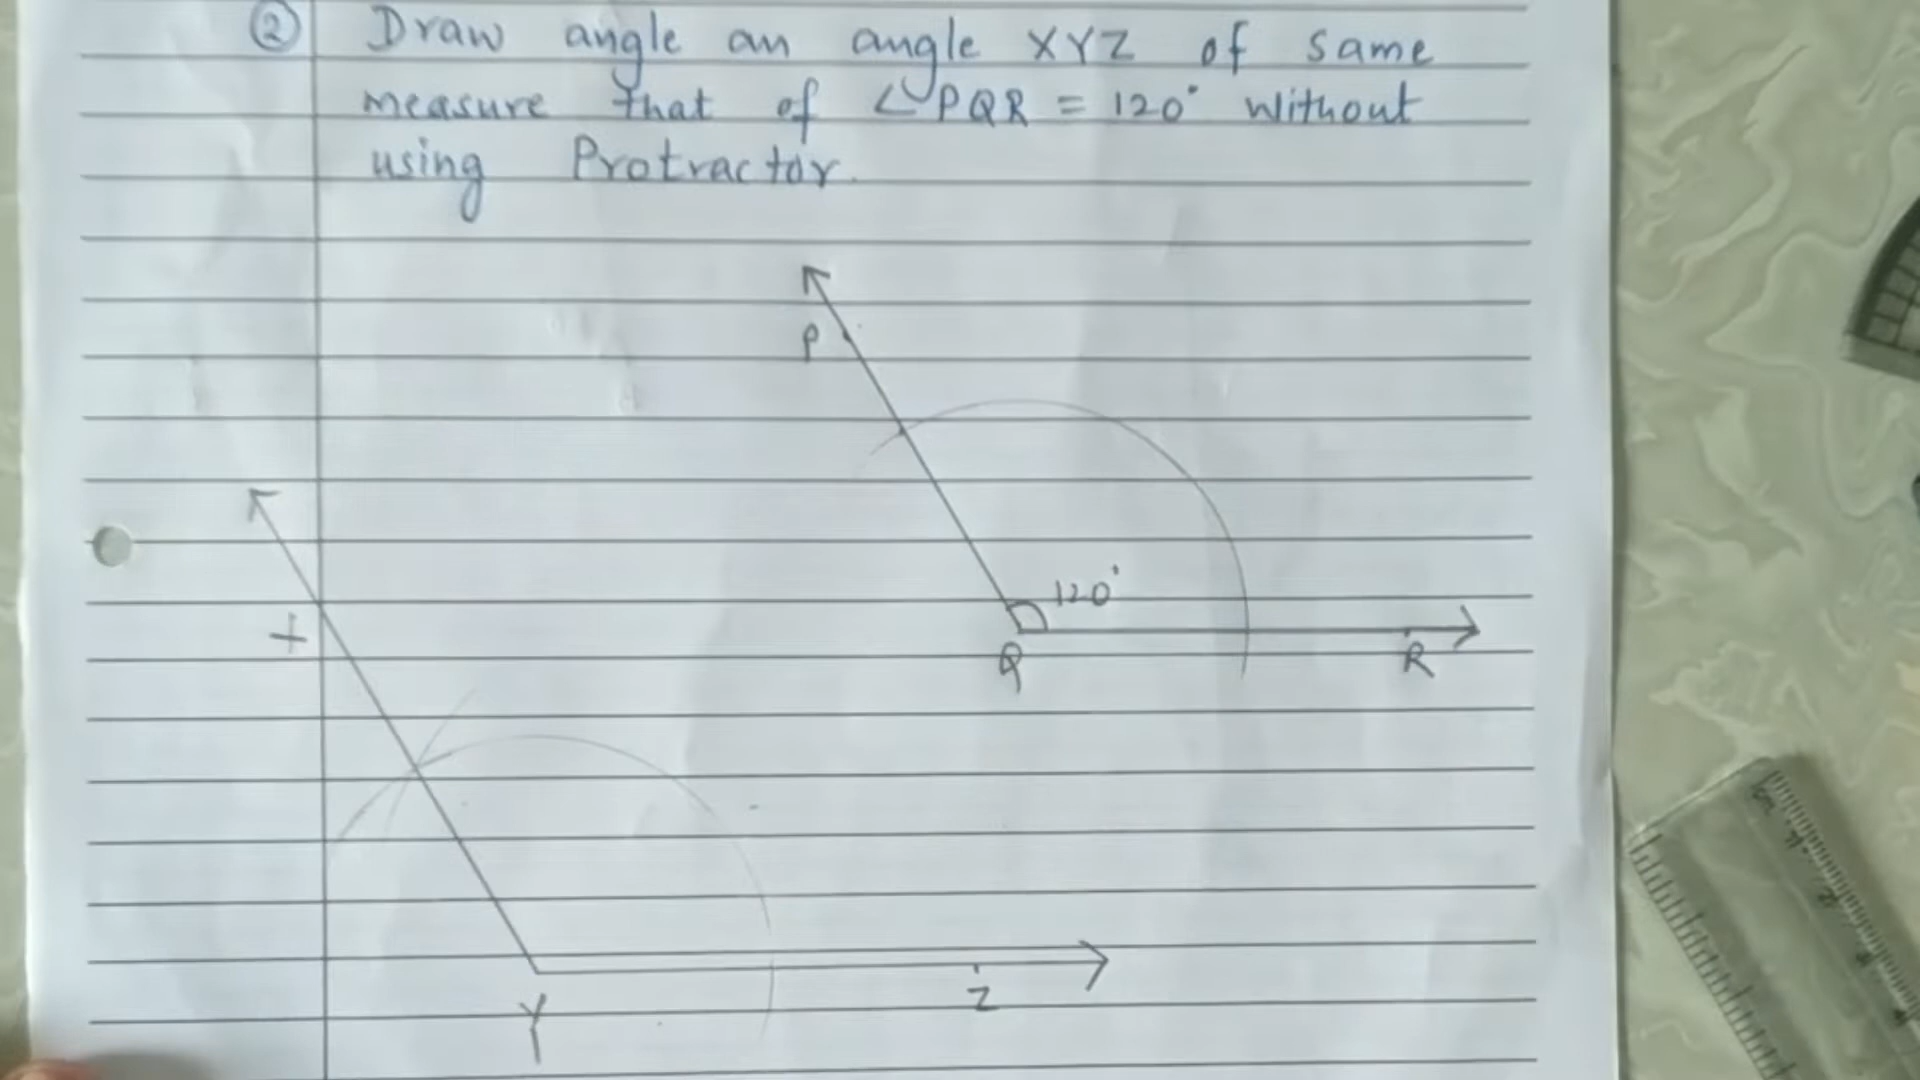 ② Draw angle an angle XYZ of same
measure that of ∠PQR = 120° without
using Protractor.
P
120°
Q
R
Y
Z